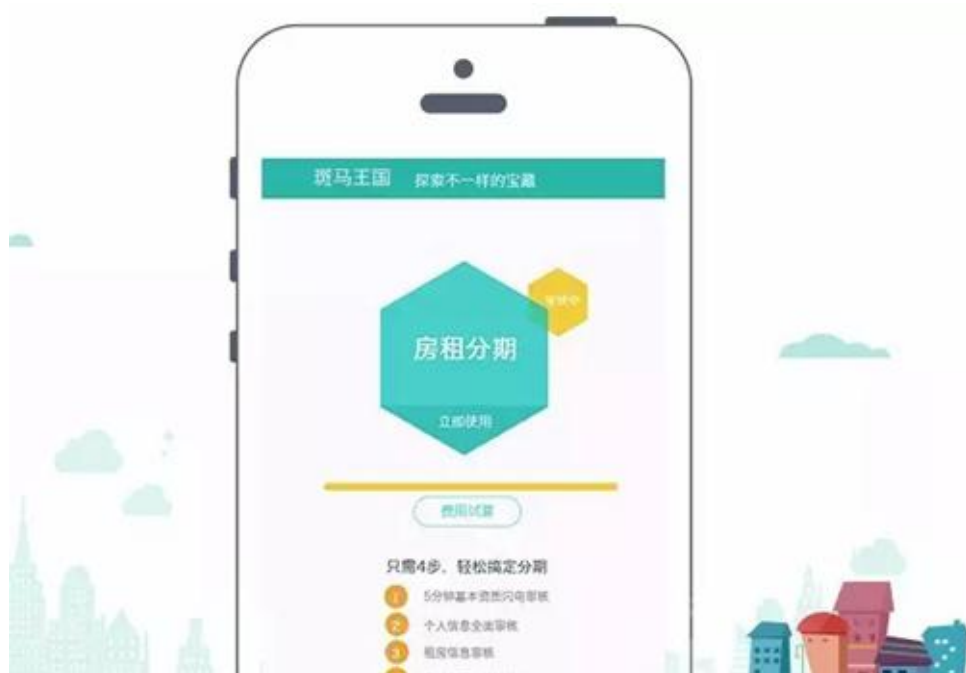 斑马王国 探索不一样的宝藏
房租分期
立即使用
费用试算
只需4步，轻松搞定分期
1 5分钟基本资质闪电审核
2 个人信息全面审核
3 租房信息审核